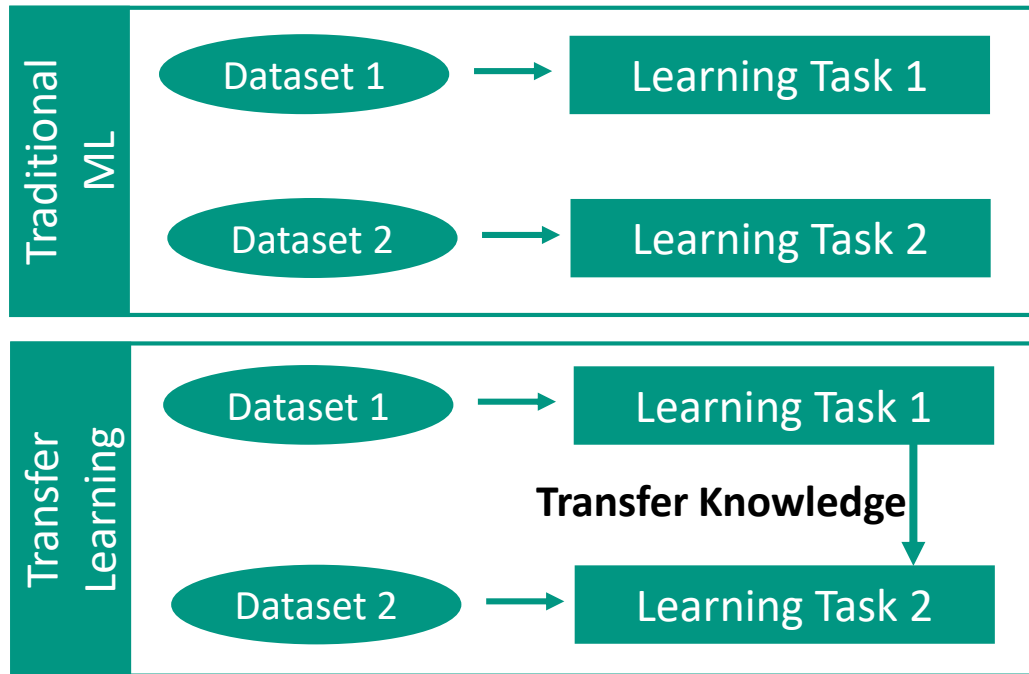 Traditional
ML
Dataset 1
Learning Task 1
Dataset 2
Learning Task 2
Transfer
Learning
Dataset 1
Learning Task 1
Transfer Knowledge
Dataset 2
Learning Task 2